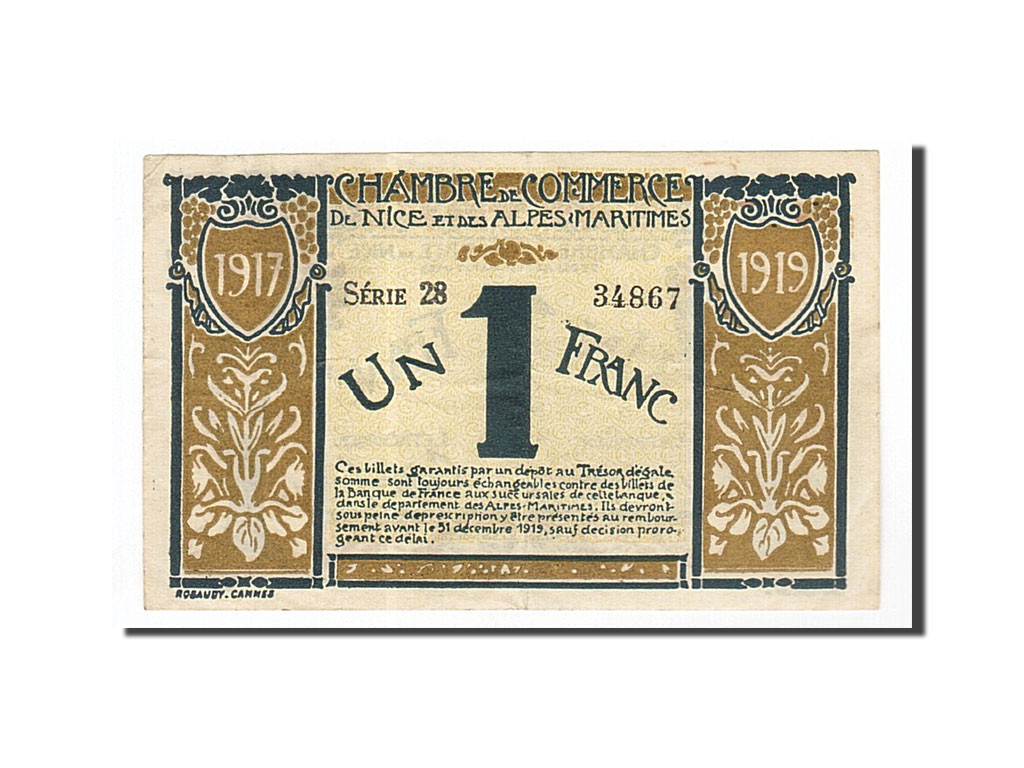 CHAMBRE DE COMMERCE
DE NICE ET DES ALPES-MARITIMES
1917
1919
SÉRIE 28
34867
UN 1 FRANC
Ces billets garantis par un dépot au Trésor d'égale
somme sont toujours échangeables contre des billets de
la Banque de France aux succursales de cette banque,
dans le departement des ALPES-MARITIMES. Ils devront
sous peine de prescription y être présentés au rembour-
sement avant le 31 décembre 1919, sauf decision proro-
geant ce délai.
ROBAUDY-CANNES